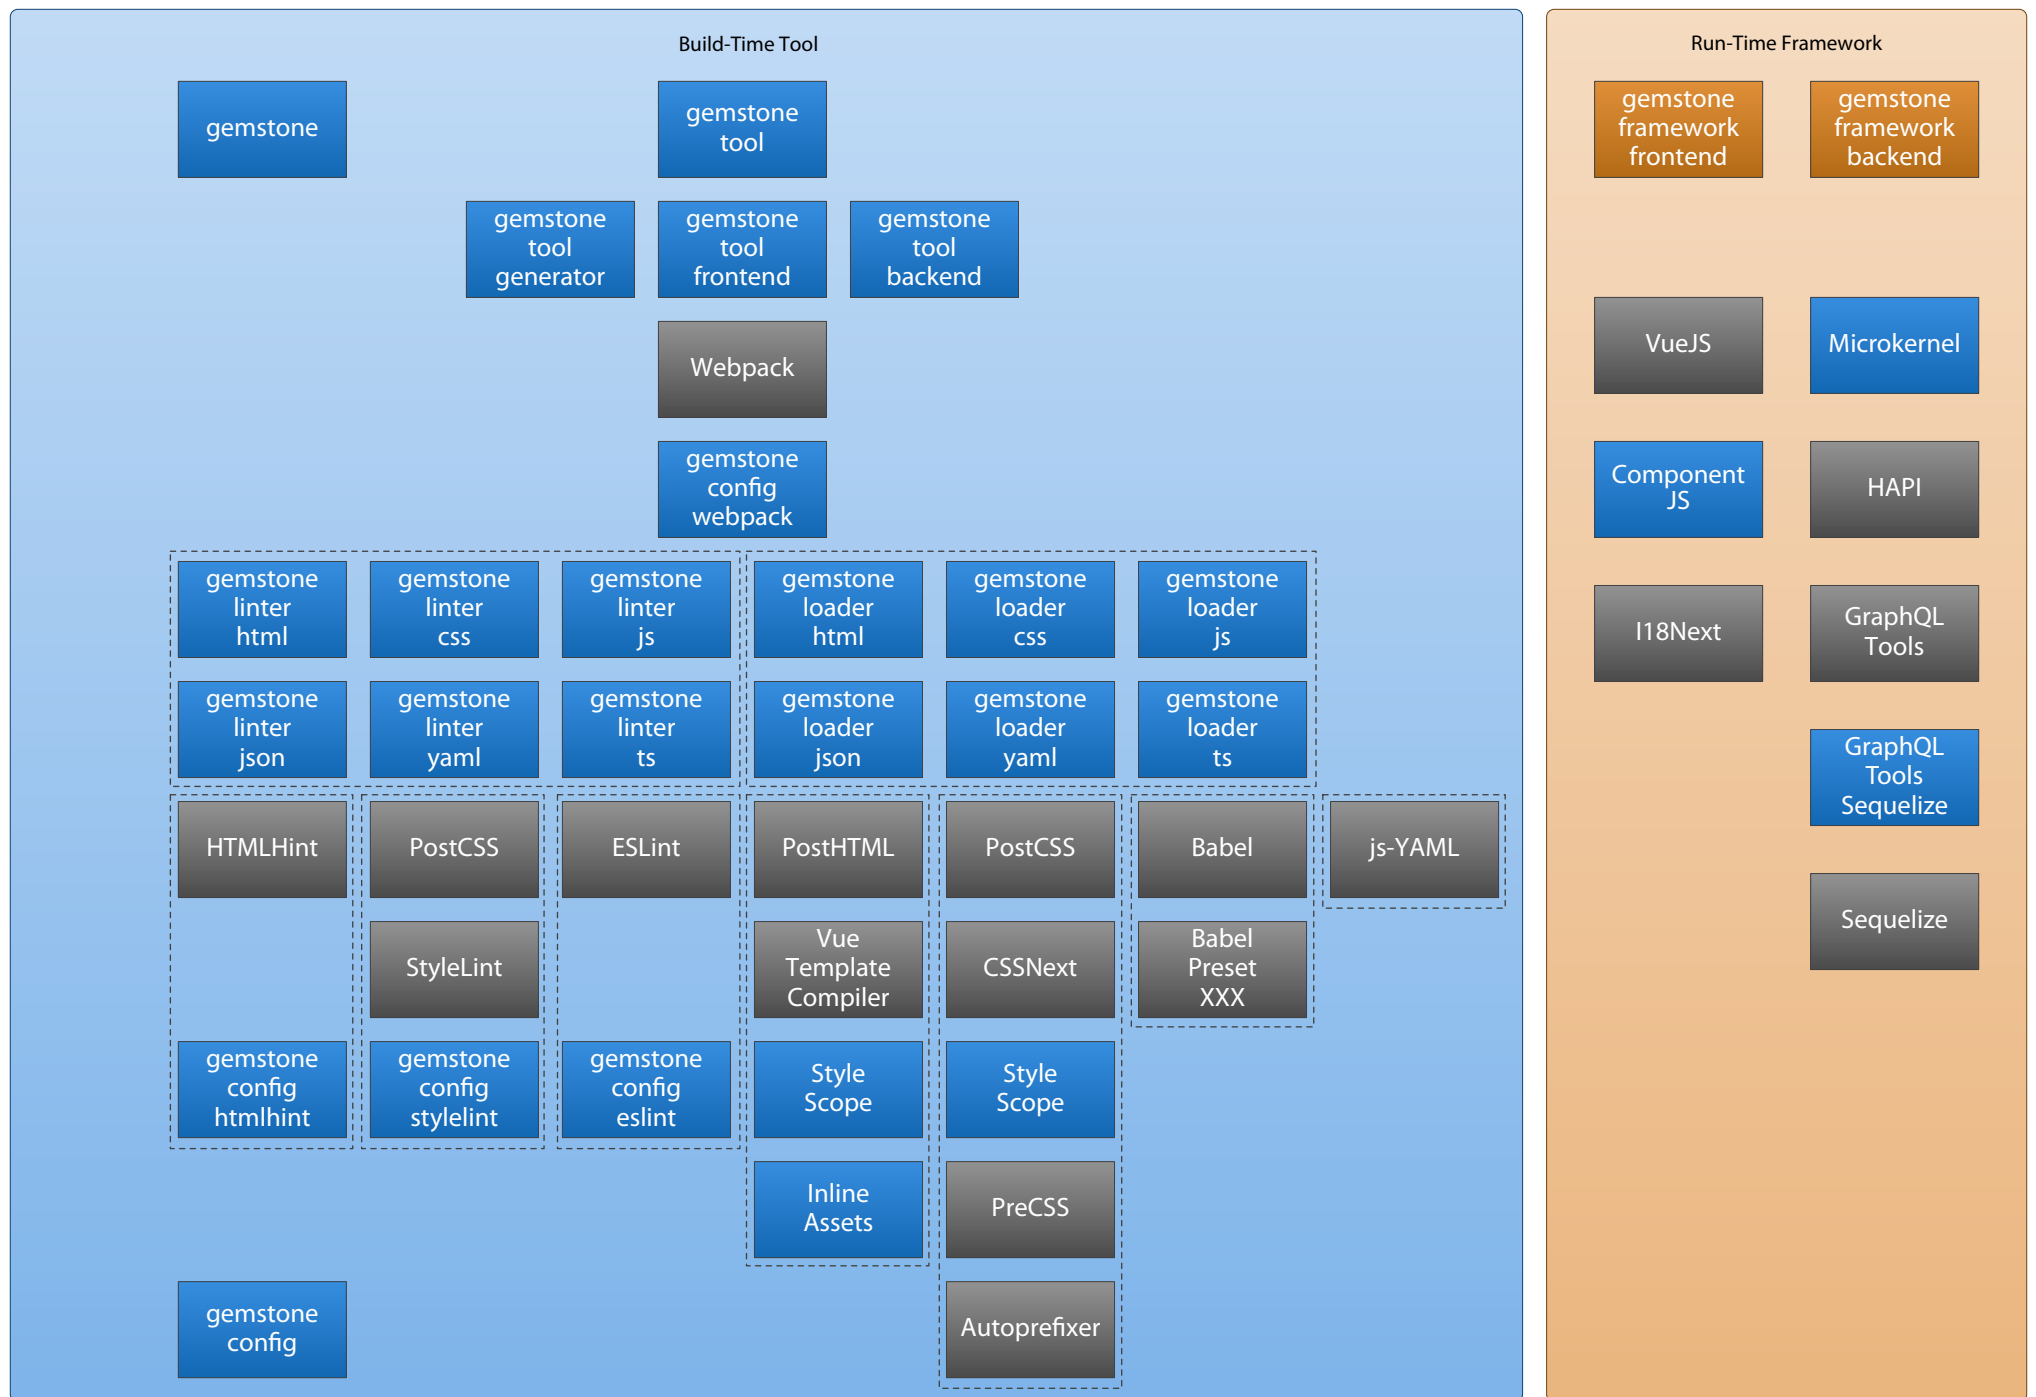 Build-Time Tool
gemstone
gemstone
tool
gemstone
tool
generator
gemstone
tool
frontend
gemstone
tool
backend
Webpack
gemstone
config
webpack
gemstone
linter
html
gemstone
linter
css
gemstone
linter
js
gemstone
loader
html
gemstone
loader
css
gemstone
loader
js
gemstone
linter
json
gemstone
linter
yaml
gemstone
linter
ts
gemstone
loader
json
gemstone
loader
yaml
gemstone
loader
ts
HTMLHint
PostCSS
ESLint
PostHTML
PostCSS
Babel
js-YAML
StyleLint
Vue
Template
Compiler
CSSNext
Babel
Preset
XXX
gemstone
config
htmlhint
gemstone
config
stylelint
gemstone
config
eslint
Style
Scope
Style
Scope
Inline
Assets
PreCSS
gemstone
config
Autoprefixer
Run-Time Framework
gemstone
framework
frontend
gemstone
framework
backend
VueJS
Microkernel
Component
JS
HAPI
I18Next
GraphQL
Tools
GraphQL
Tools
Sequelize
Sequelize